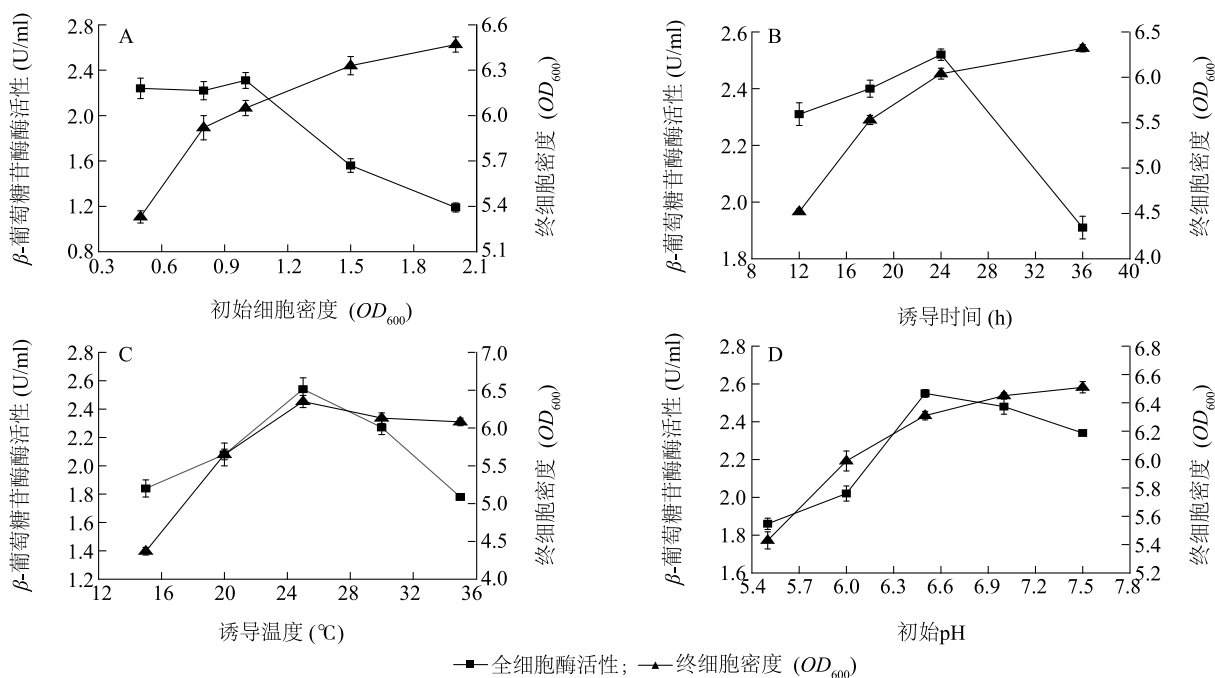 A
β-葡萄糖苷酶酶活性 (U/ml)
2.8
2.4
2.0
1.6
1.2
0.8
6.6
6.3
6.0
5.7
5.4
5.1
终细胞密度 (OD600)
0.3 0.6 0.9 1.2 1.5 1.8 2.1
初始细胞密度 (OD600)
B
β-葡萄糖苷酶酶活性 (U/ml)
2.6
2.4
2.2
2.0
1.8
6.5
6.0
5.5
5.0
4.5
4.0
终细胞密度 (OD600)
8 12 16 20 24 28 32 36 40
诱导时间 (h)
C
β-葡萄糖苷酶酶活性 (U/ml)
2.8
2.6
2.4
2.2
2.0
1.8
1.6
1.4
1.2
7.0
6.5
6.0
5.5
5.0
4.5
4.0
终细胞密度 (OD600)
12 16 20 24 28 32 36
诱导温度 (℃)
D
β-葡萄糖苷酶酶活性 (U/ml)
2.8
2.6
2.4
2.2
2.0
1.8
1.6
6.8
6.6
6.4
6.2
6.0
5.8
5.6
5.4
5.2
终细胞密度 (OD600)
5.4 5.7 6.0 6.3 6.6 6.9 7.2 7.5 7.8
初始pH
全细胞酶活性; 终细胞密度 (OD600)